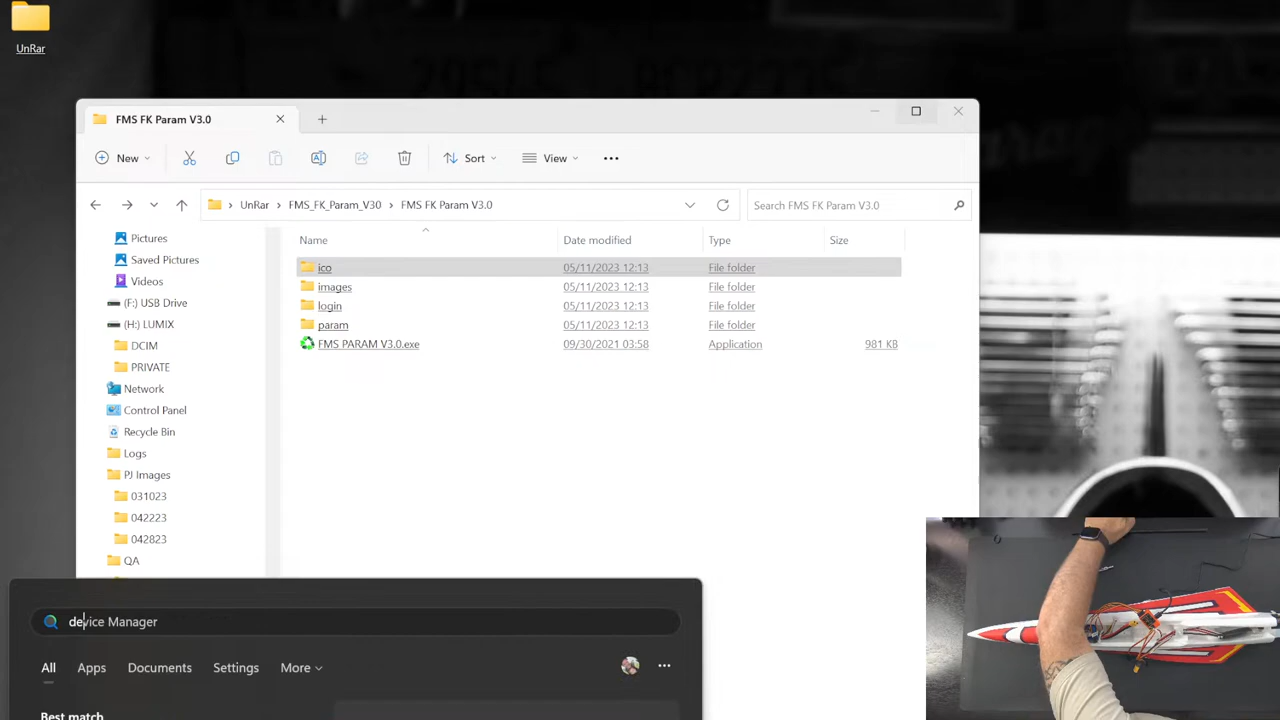 UnRar
FMS FK Param V3.0
New
Sort
View
UnRar > FMS_FK_Param_V30 > FMS FK Param V3.0
Search FMS FK Param V3.0
Name Date modified Type Size
ico 05/11/2023 12:13 File folder
images 05/11/2023 12:13 File folder
login 05/11/2023 12:13 File folder
param 05/11/2023 12:13 File folder
FMS PARAM V3.0.exe 09/30/2021 03:58 Application 981 KB
Pictures
Saved Pictures
Videos
(F:) USB Drive
(H:) LUMIX
DCIM
PRIVATE
Network
Control Panel
Recycle Bin
Logs
PJ Images
031023
042223
042823
QA
device Manager
All Apps Documents Settings More
Best match